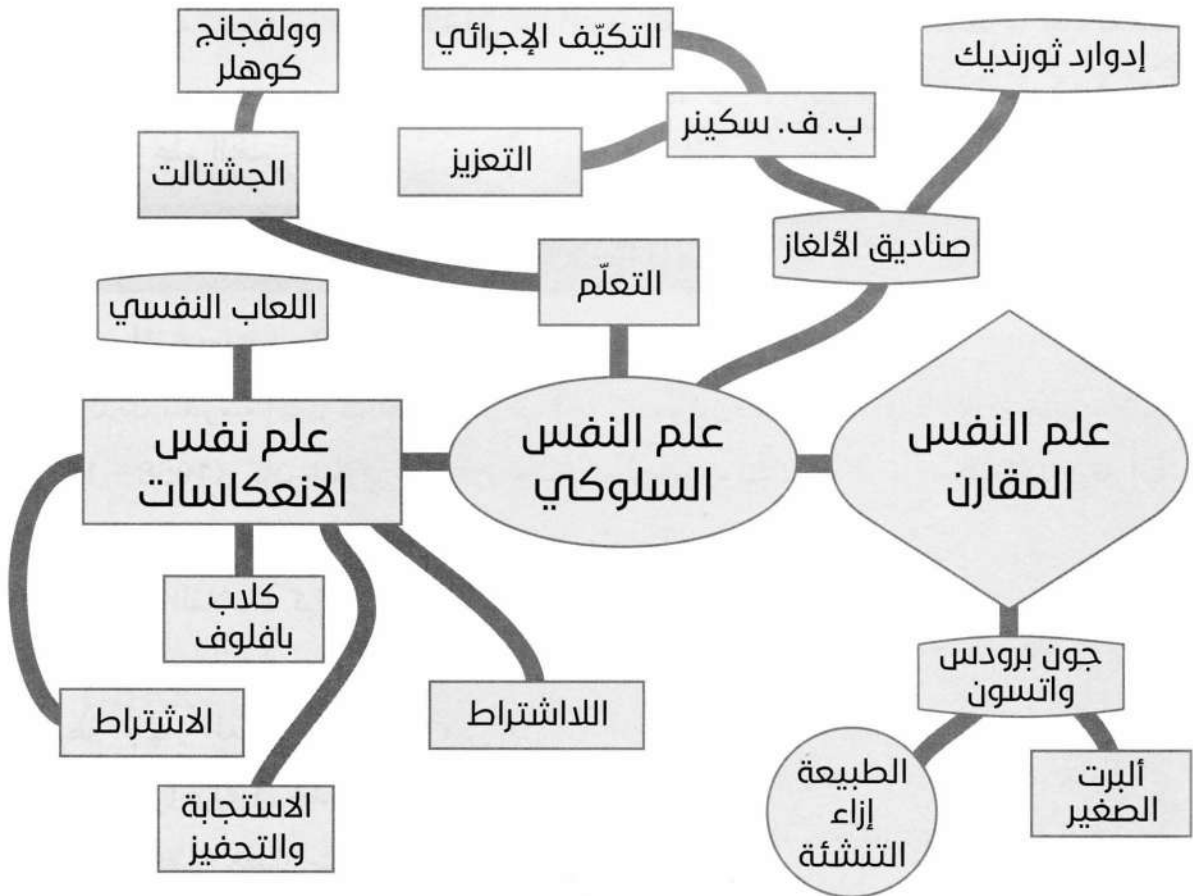 وولفجانج
كوهلر
التكيّف الإجرائي
إدوارد ثورنديك
ب. ف. سكينر
التعزيز
الجشتالت
صناديق الألغاز
التعلّم
اللعاب النفسي
علم النفس
المقارن
علم النفس
السلوكي
علم نفس
الانعكاسات
كلاب
بافلوف
جون برودس
واتسون
الاشتراط
اللااشتراط
الطبيعة
إزاء
التنشئة
ألبرت
الصغير
الاستجابة
والتحفيز